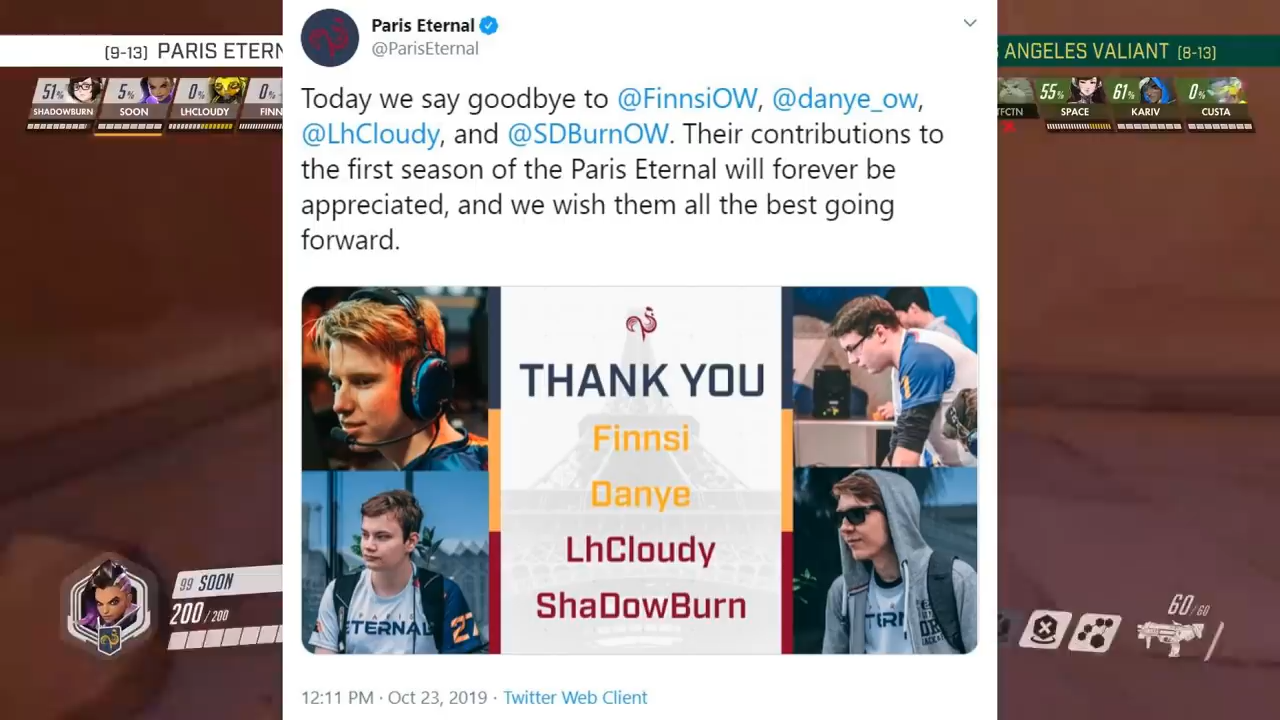 Paris Eternal
@ParisEternal
Today we say goodbye to @FinnsiOW, @danye_ow,
@LhCloudy, and @SDBurnOW. Their contributions to
the first season of the Paris Eternal will forever be
appreciated, and we wish them all the best going
forward.
THANK YOU
Finnsi
Danye
LhCloudy
ShaDowBurn
ETERNAL 27
12:11 PM · Oct 23, 2019 · Twitter Web Client
[9-13] PARIS ETERN
51% 5% 0% 0%
SHADOWBURN SOON LHCLOUDY FINN
ANGELES VALIANT [8-13]
55% 61% 0%
FCTN SPACE KARIV CUSTA
99 SOON
200/200
60/60